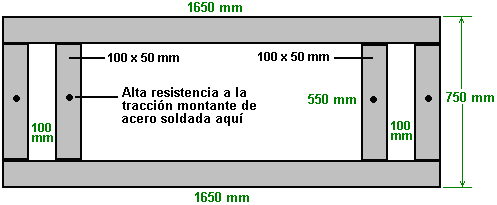 1650 mm
100 x 50 mm
100 x 50 mm
Alta resistencia a la
tracción montante de
acero soldada aquí
550 mm
750 mm
100
mm
100
mm
1650 mm